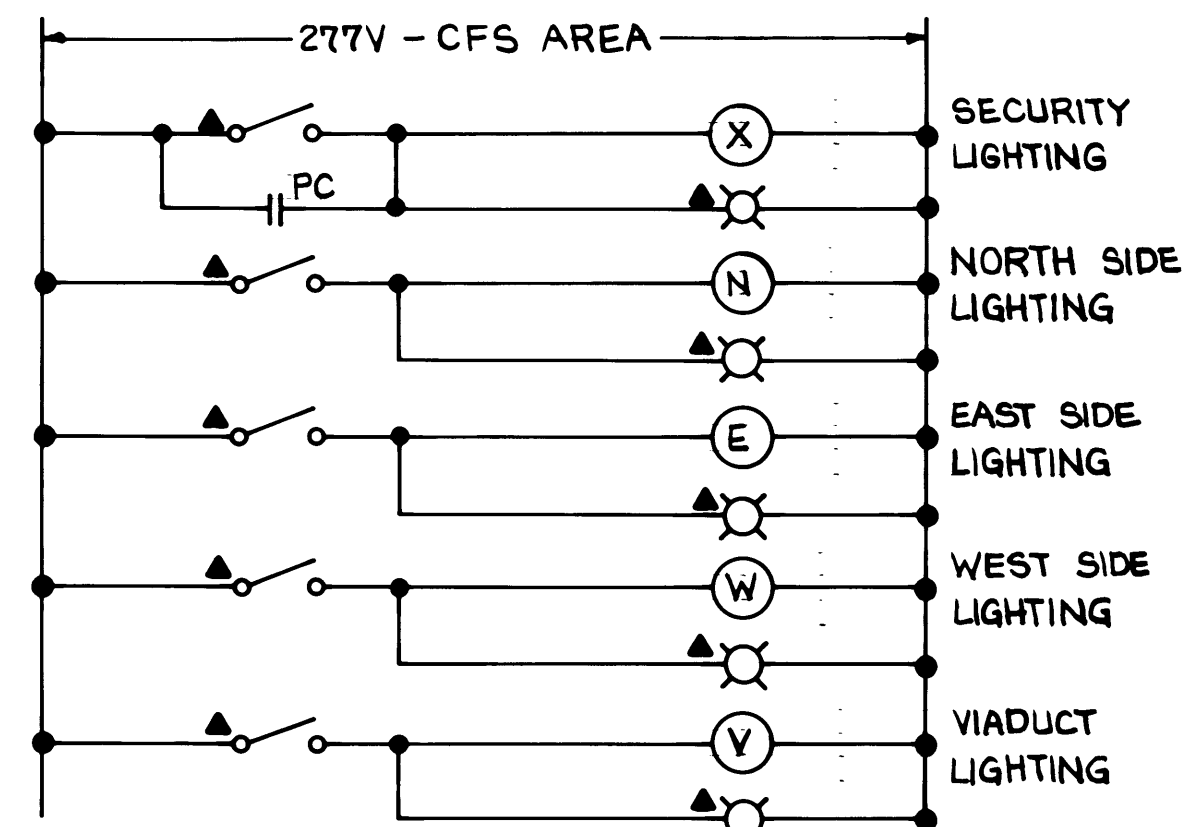 277V - CFS AREA
SECURITY
LIGHTING
X
PC
NORTH SIDE
LIGHTING
N
EAST SIDE
LIGHTING
E
WEST SIDE
LIGHTING
W
VIADUCT
LIGHTING
V